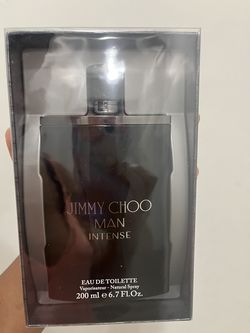 JIMMY CHOO
MAN
INTENSE
EAU DE TOILETTE
Vaporisateur - Natural Spray
200 ml e 6.7 Fl.Oz.